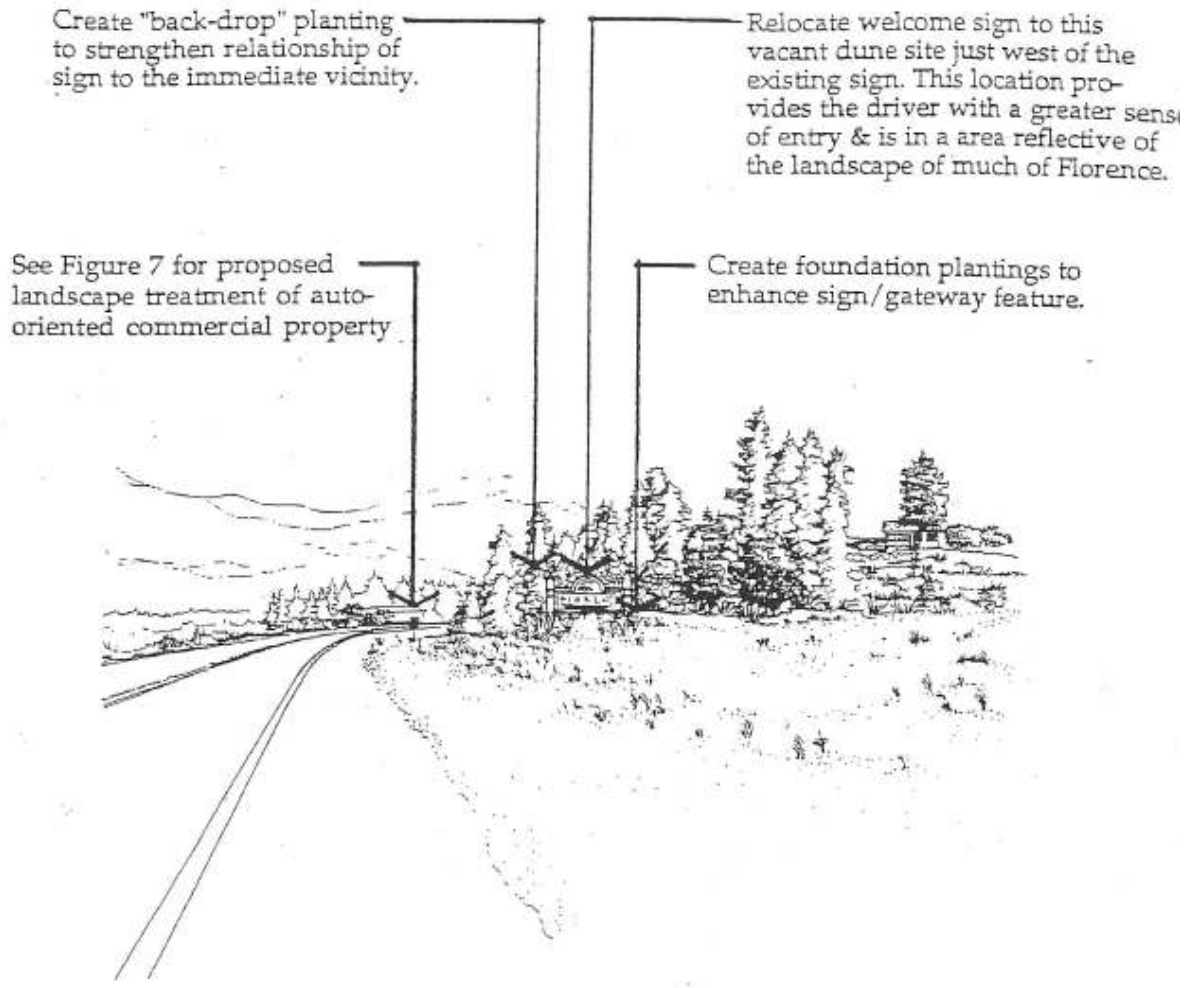 Create "back-drop" planting
to strengthen relationship of
sign to the immediate vicinity.
Relocate welcome sign to this
vacant dune site just west of the
existing sign. This location pro-
vides the driver with a greater sense
of entry & is in a area reflective of
the landscape of much of Florence.
See Figure 7 for proposed
landscape treatment of auto-
oriented commercial property
Create foundation plantings to
enhance sign/gateway feature.